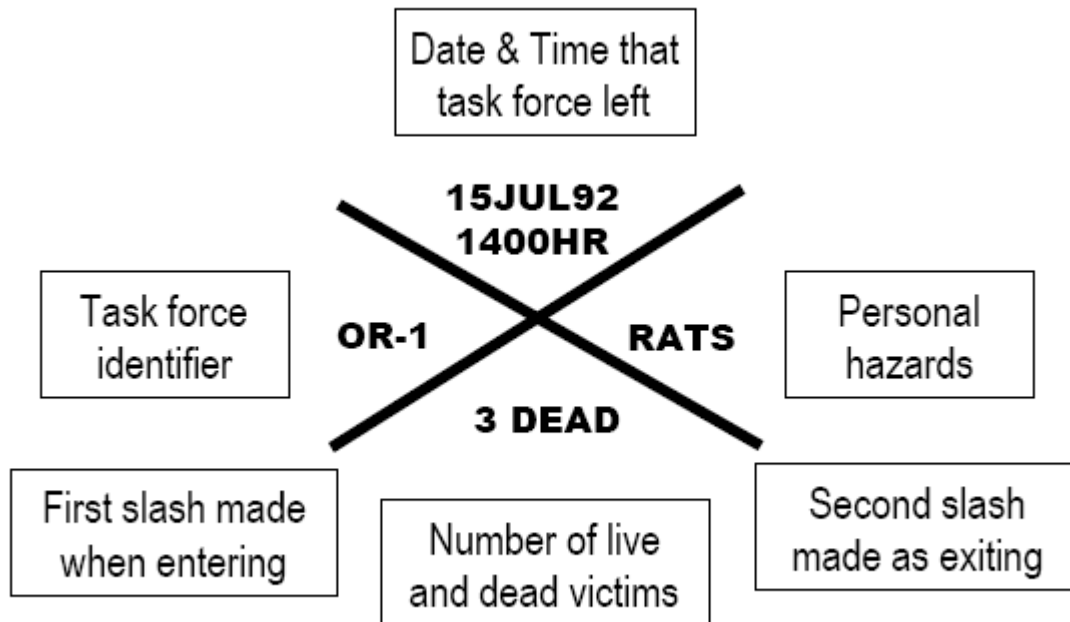 Date & Time that
task force left
15JUL92
1400HR
Task force
identifier
OR-1
RATS
Personal
hazards
3 DEAD
First slash made
when entering
Number of live
and dead victims
Second slash
made as exiting